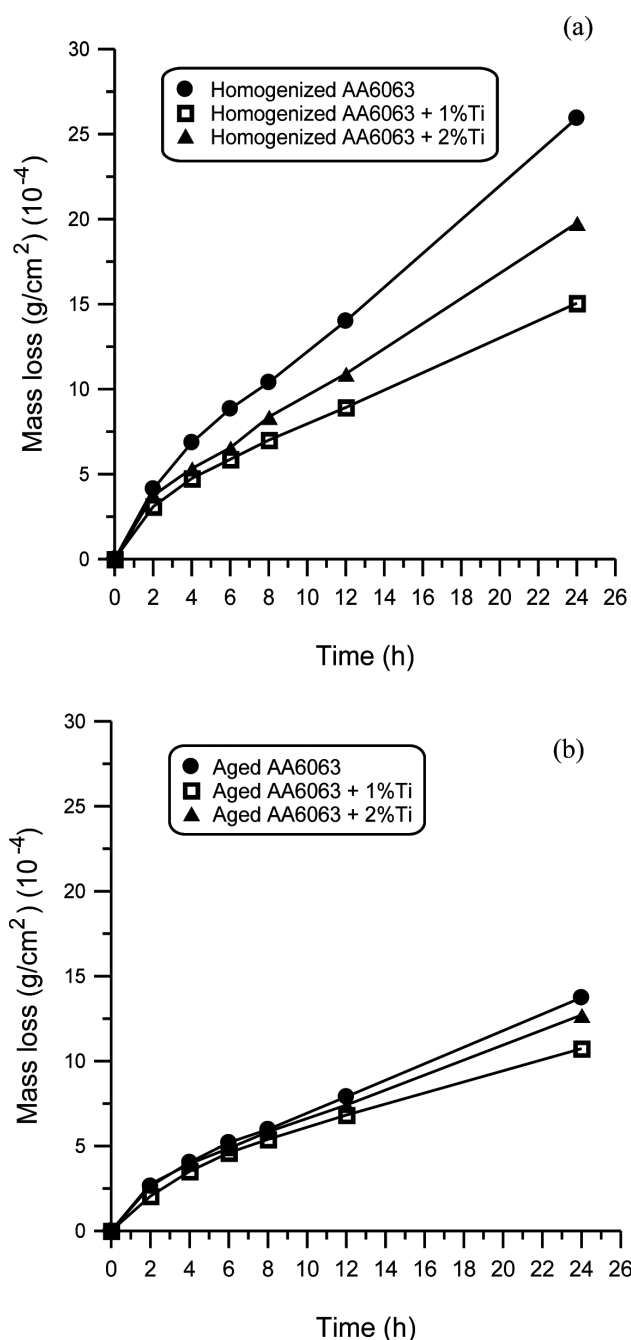 (a)
30
25
20
15
10
5
0
Mass loss (g/cm²) (10⁻⁴)
Homogenized AA6063
Homogenized AA6063 + 1%Ti
Homogenized AA6063 + 2%Ti
0 2 4 6 8 10 12 14 16 18 20 22 24 26
Time (h)
(b)
30
25
20
15
10
5
0
Mass loss (g/cm²) (10⁻⁴)
Aged AA6063
Aged AA6063 + 1%Ti
Aged AA6063 + 2%Ti
0 2 4 6 8 10 12 14 16 18 20 22 24 26
Time (h)